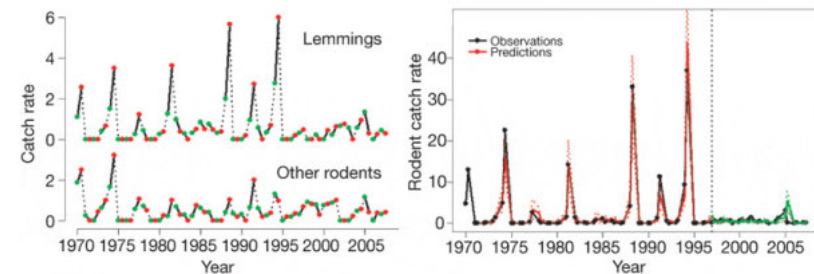 Lemmings
6
4
2
0
Catch rate
Other rodents
2
0
1970 1975 1980 1985 1990 1995 2000 2005
Year
Observations
Predictions
Rodent catch rate
40
30
20
10
0
1970 1975 1980 1985 1990 1995 2000 2005
Year